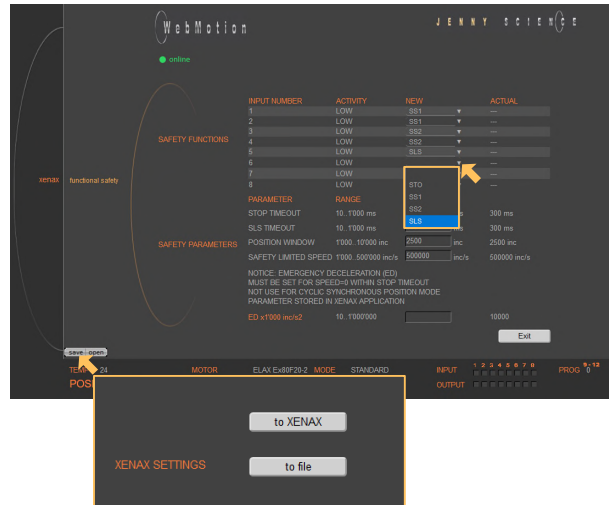 WebMotion
JENNY SCIENCE
online
INPUT NUMBER ACTIVITY NEW ACTUAL
1 LOW SS1 ▼ ---
2 LOW SS1 ▼ ---
3 LOW SS2 ▼ ---
SAFETY FUNCTIONS
4 LOW SS2 ▼ ---
5 LOW SLS ▼ ---
6 LOW ▼ ---
7 LOW ---
8 LOW ---
STO
SS1
SS2
SLS
xenax functional safety
PARAMETER RANGE
STOP TIMEOUT 10..1'000 ms 300 ms
SLS TIMEOUT 10..1'000 ms 300 ms
SAFETY PARAMETERS
POSITION WINDOW 1'000..10'000 inc 2500 inc 2500 inc
SAFETY LIMITED SPEED 1'000..500'000 inc/s 500000 inc/s 500000 inc/s
NOTICE: EMERGENCY DECELERATION (ED)
MUST BE SET FOR SPEED=0 WITHIN STOP TIMEOUT
NOT USE FOR CYCLIC SYNCHRONOUS POSITION MODE
PARAMETER STORED IN XENAX APPLICATION
ED x1'000 inc/s2 10..1'000'000 10000
Exit
save open
TEMP 24 MOTOR ELAX Ex80F20-2 MODE STANDARD INPUT 1 2 3 4 5 6 7 8 PROG 0 9-12
POSI OUTPUT
to XENAX
XENAX SETTINGS to file